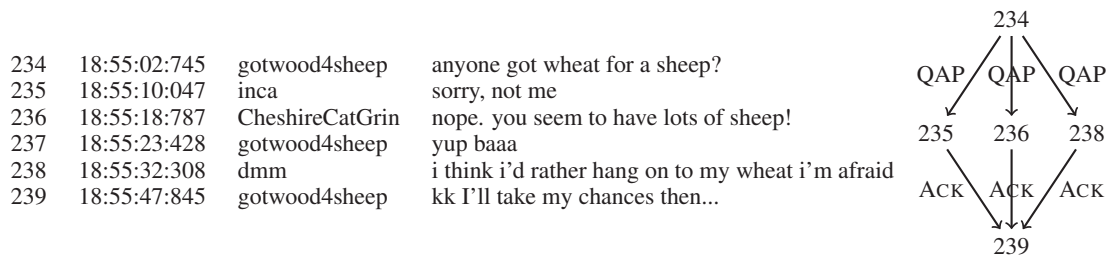 234 18:55:02:745 gotwood4sheep anyone got wheat for a sheep?
235 18:55:10:047 inca sorry, not me
236 18:55:18:787 CheshireCatGrin nope. you seem to have lots of sheep!
237 18:55:23:428 gotwood4sheep yup baaa
238 18:55:32:308 dmm i think i'd rather hang on to my wheat i'm afraid
239 18:55:47:845 gotwood4sheep kk I'll take my chances then...
234
QAP QAP QAP
235 236 238
ACK ACK ACK
239